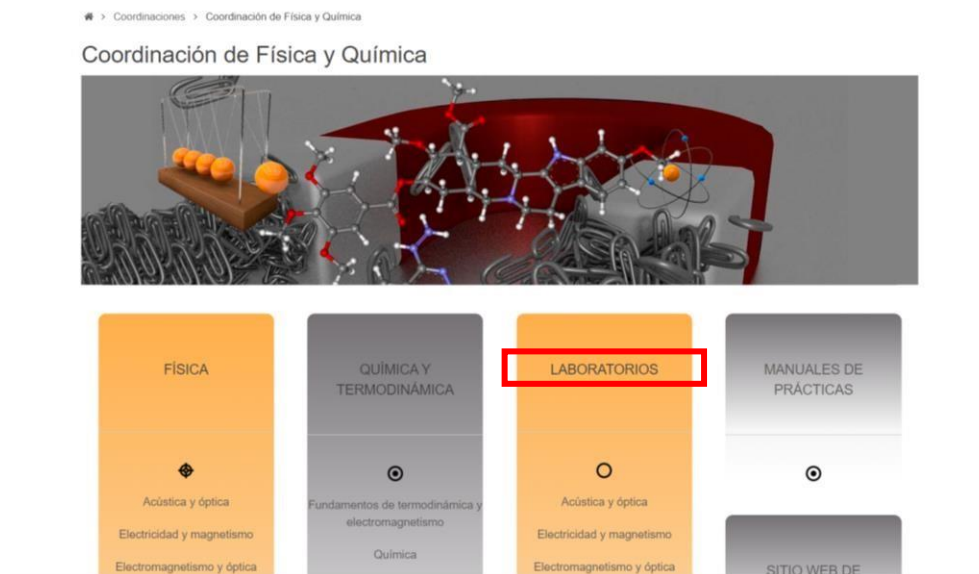 > Coordinaciones > Coordinación de Física y Química
Coordinación de Física y Química
FÍSICA
Acústica y óptica
Electricidad y magnetismo
Electromagnetismo y óptica
QUÍMICA Y
TERMODINÁMICA
Fundamentos de termodinámica y
electromagnetismo
Química
LABORATORIOS
Acústica y óptica
Electricidad y magnetismo
Electromagnetismo y óptica
MANUALES DE
PRÁCTICAS
SITIO WEB DE